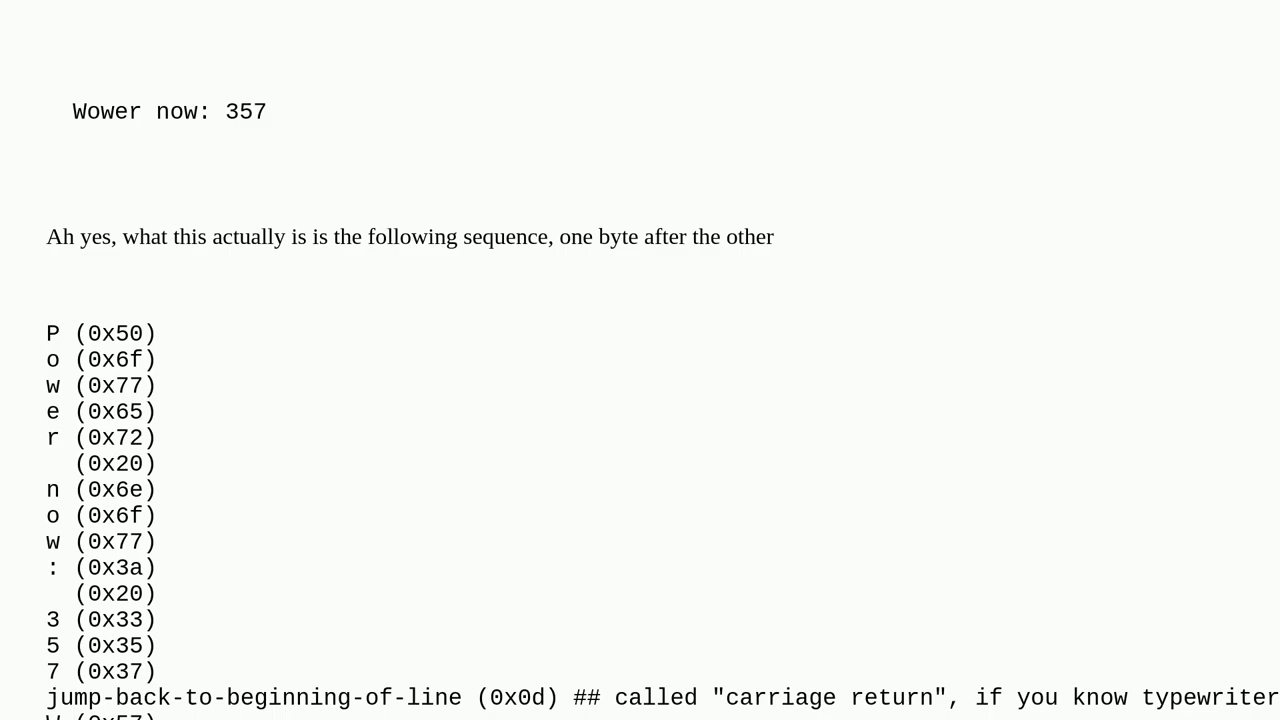 Wower now: 357
Ah yes, what this actually is is the following sequence, one byte after the other
P (0x50)
o (0x6f)
w (0x77)
e (0x65)
r (0x72)
(0x20)
n (0x6e)
o (0x6f)
w (0x77)
: (0x3a)
(0x20)
3 (0x33)
5 (0x35)
7 (0x37)
jump-back-to-beginning-of-line (0x0d) ## called "carriage return", if you know typewriter
W (0x57)